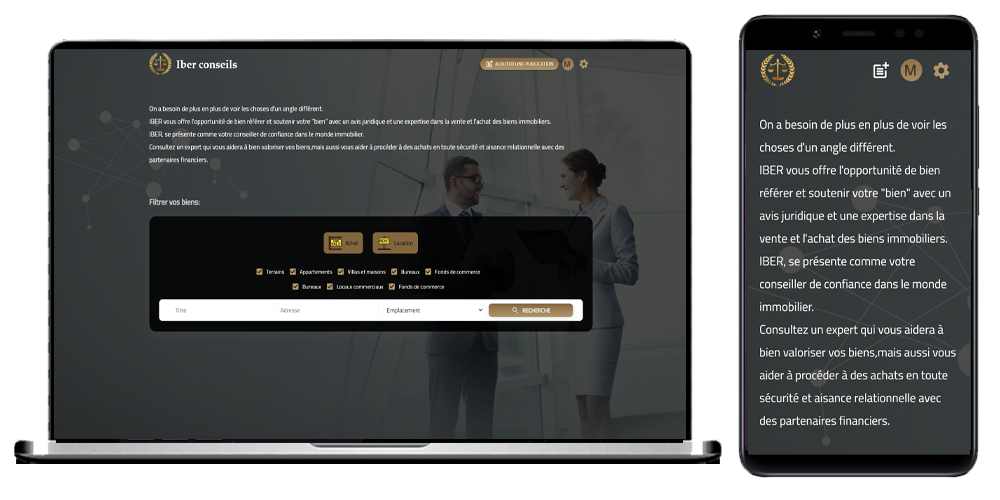 Iber conseils
AJOUTER UNE PUBLICATION
M
On a besoin de plus en plus de voir les choses d'un angle différent.
IBER vous offre l'opportunité de bien référer et soutenir votre "bien" avec un avis juridique et une expertise dans la vente et l'achat des biens immobiliers.
IBER, se présente comme votre conseiller de confiance dans le monde immobilier.
Consultez un expert qui vous aidera à bien valoriser vos biens,mais aussi vous aider à procéder à des achats en toute sécurité et aisance relationnelle avec des
partenaires financiers.
Filtrer vos biens:
Achat
Location
Terrains Appartements Villas et maisons Bureaux Fonds de commerce
Bureaux Locaux commerciaux Fonds de commerce
Titre Adresse Emplacement RECHERCHE
M
On a besoin de plus en plus de voir les
choses d'un angle différent.
IBER vous offre l'opportunité de bien
référer et soutenir votre "bien" avec un
avis juridique et une expertise dans la
vente et l'achat des biens immobiliers.
IBER, se présente comme votre
conseiller de confiance dans le monde
immobilier.
Consultez un expert qui vous aidera à
bien valoriser vos biens,mais aussi vous
aider à procéder à des achats en toute
sécurité et aisance relationnelle avec
des partenaires financiers.